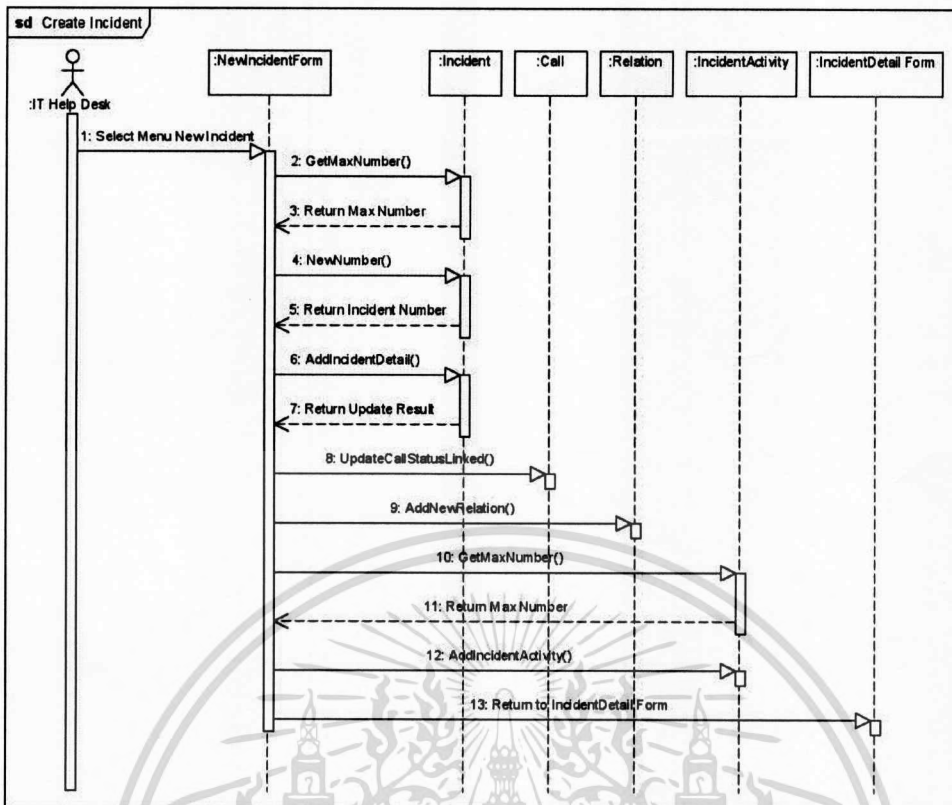 sd Create Incident
:IT Help Desk
:NewIncidentForm
:Incident
:Call
:Relation
:IncidentActivity
:IncidentDetail Form
1: Select Menu New Incident
2: GetMaxNumber()
3: Return Max Number
4: NewNumber()
5: Return Incident Number
6: AddIncidentDetail()
7: Return Update Result
8: UpdateCallStatusLinked()
9: AddNewRelation()
10: GetMaxNumber()
11: Return Max Number
12: AddIncidentActivity()
13: Return to IncidentDetail Form